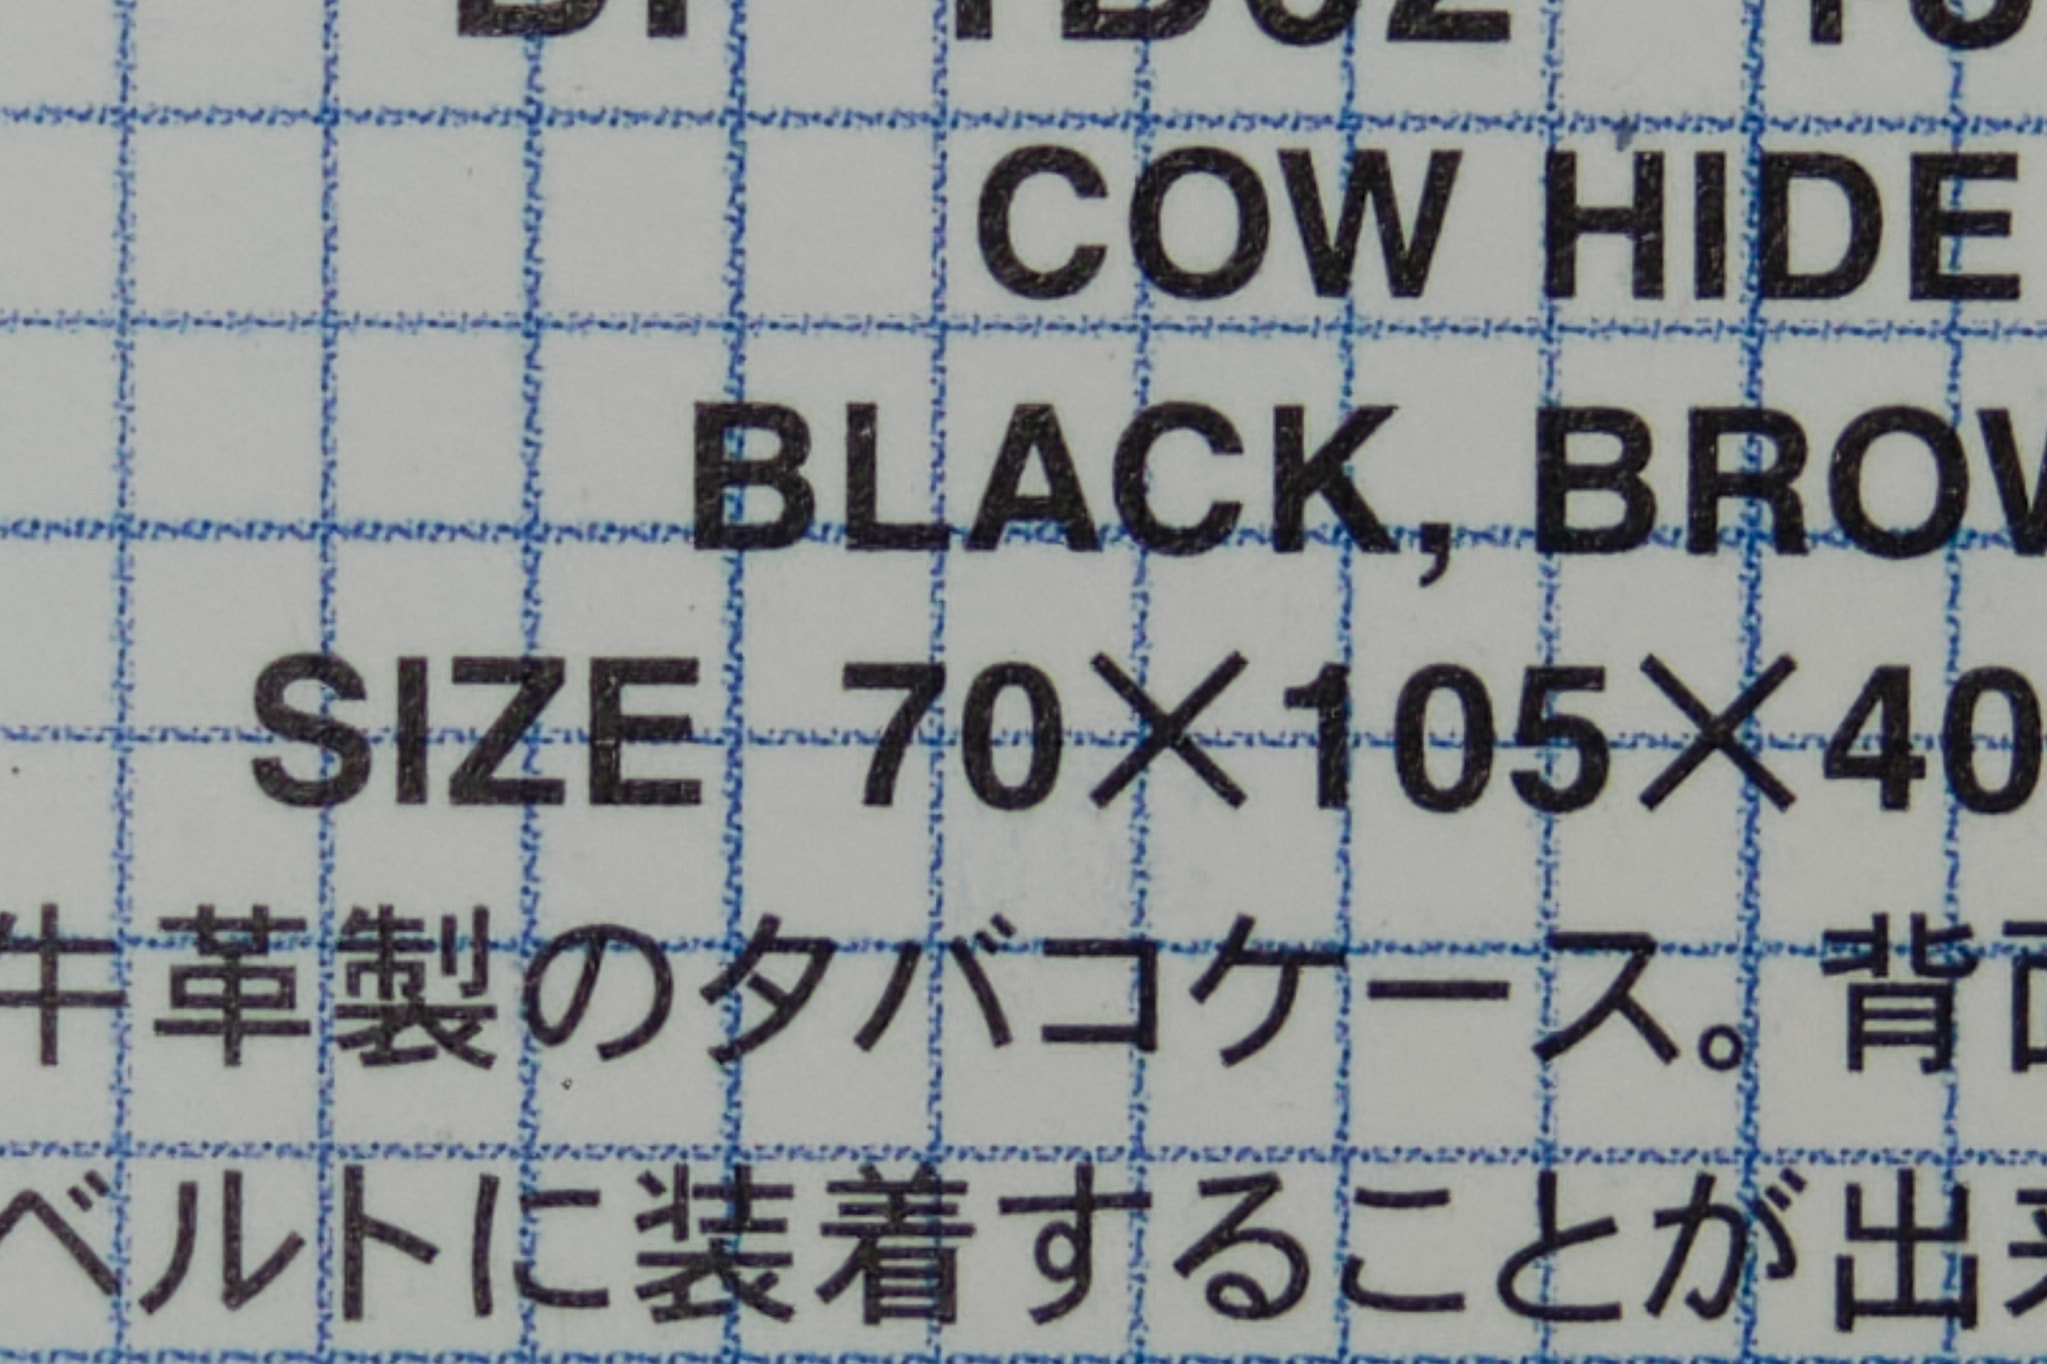 COW HIDE
BLACK,
SIZE 70×105×40
牛革製のタバコケース。背
ベルトに装着することが出